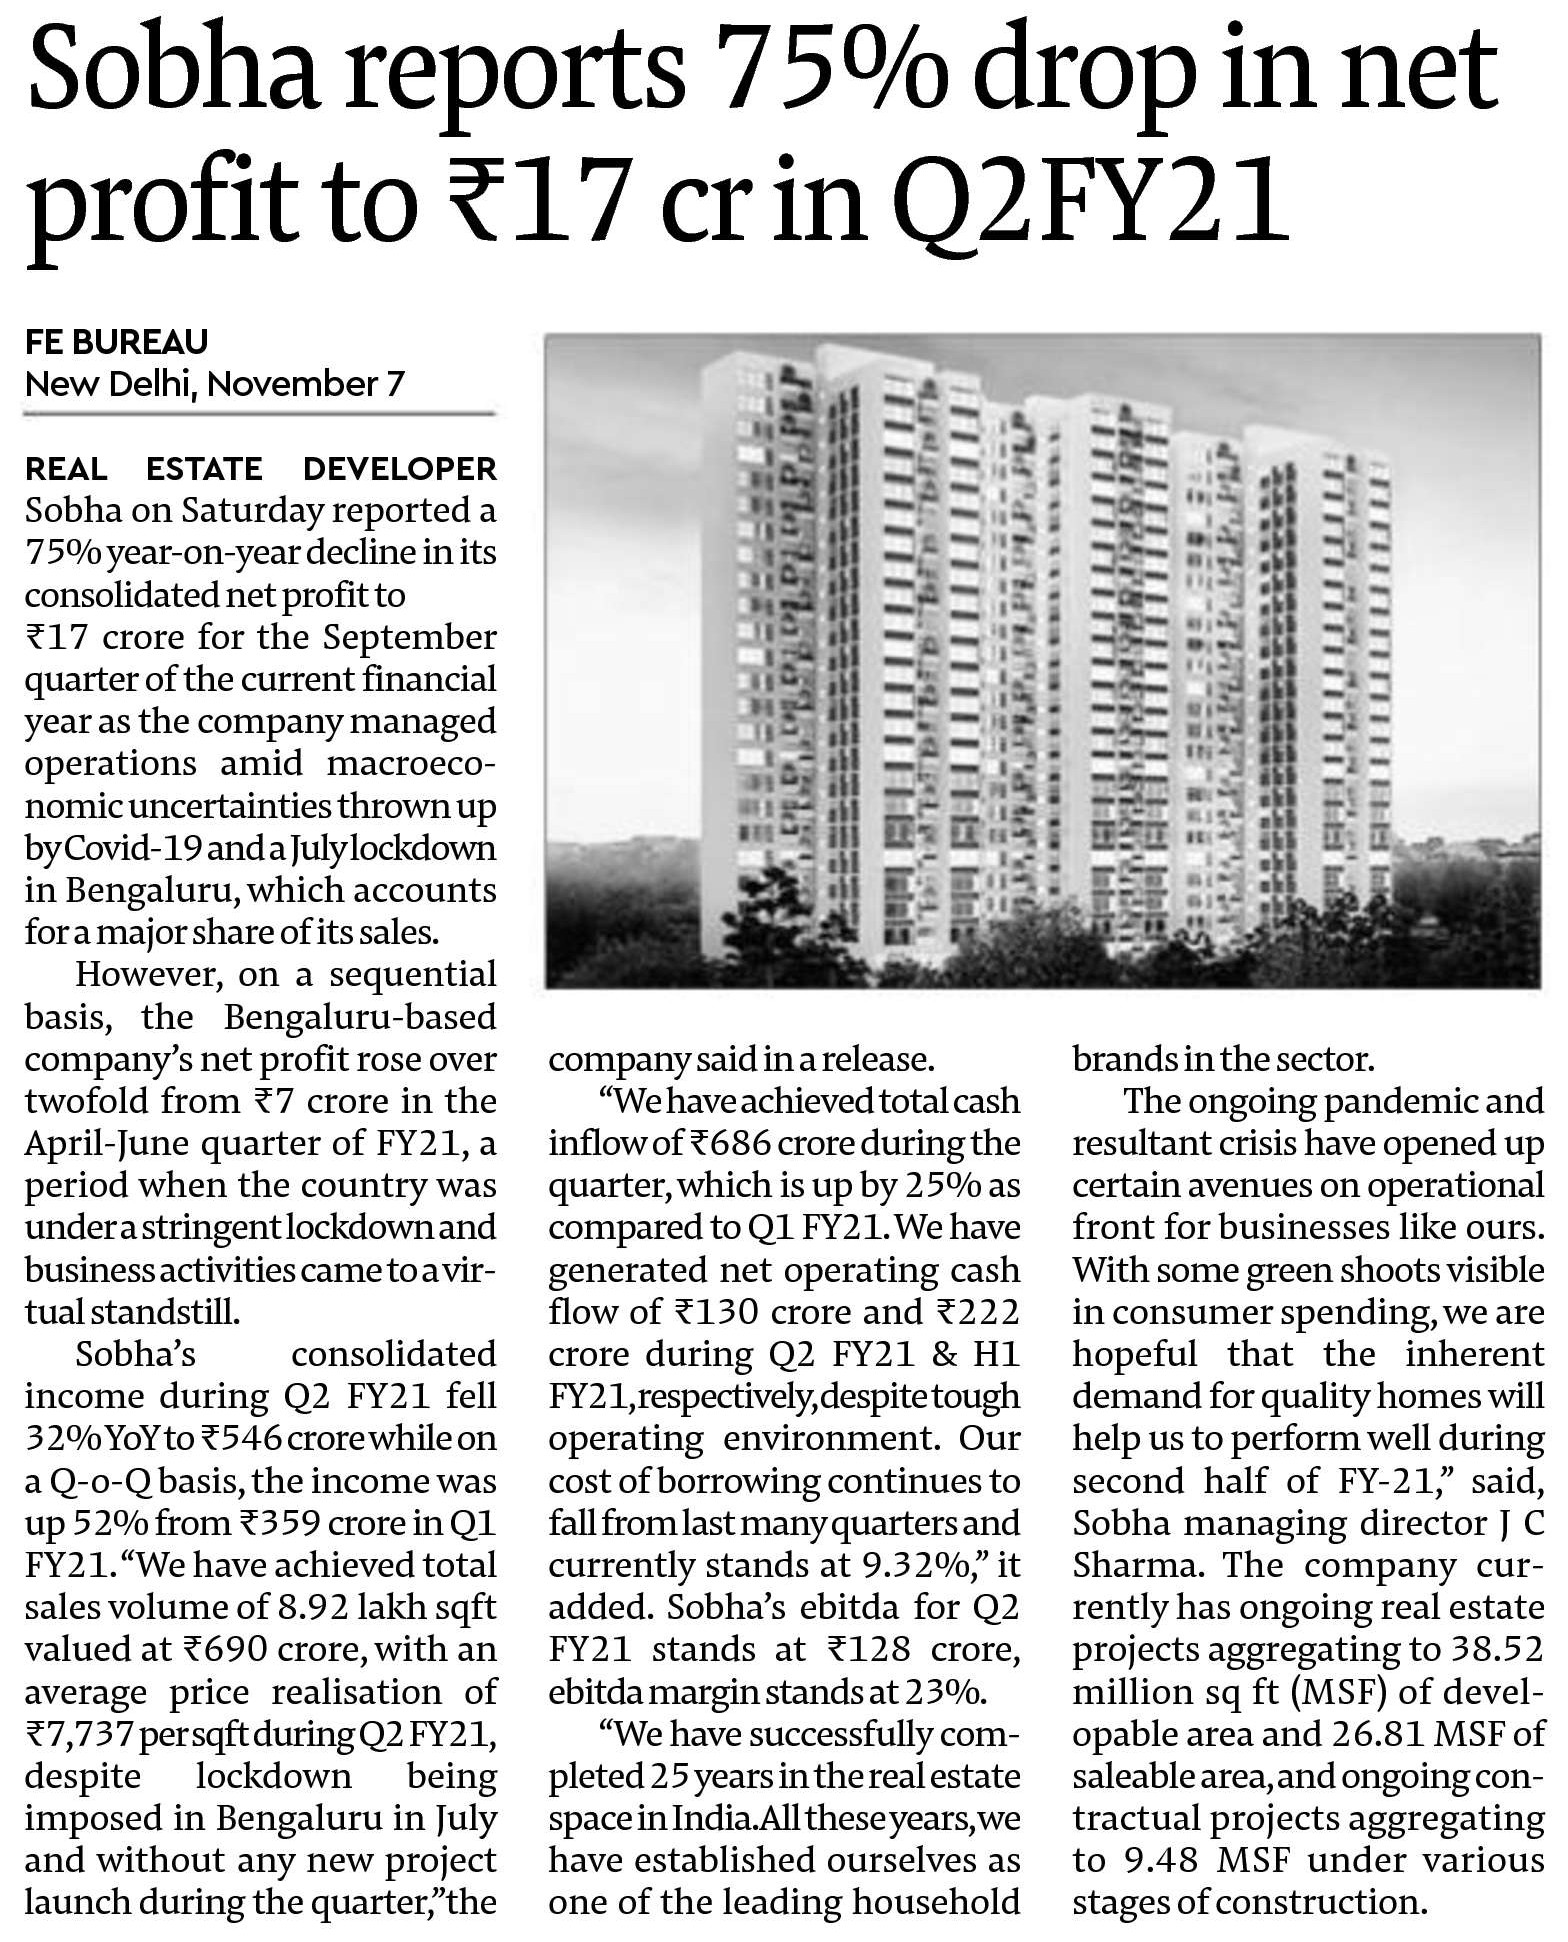 Sobha reports 75% drop in net
profit to ₹17 cr in Q2FY21
FE BUREAU
New Delhi, November 7
REAL ESTATE DEVELOPER
Sobha on Saturday reported a
75% year-on-year decline in its
consolidated net profit to
₹17 crore for the September
quarter of the current financial
year as the company managed
operations amid macroeco-
nomic uncertainties thrown up
by Covid-19 and a July lockdown
in Bengaluru, which accounts
for a major share of its sales.
However, on a sequential
basis, the Bengaluru-based
company's net profit rose over
twofold from ₹7 crore in the
April-June quarter of FY21, a
period when the country was
under a stringent lockdown and
business activities came to a vir-
tual standstill.
Sobha's consolidated
income during Q2 FY21 fell
32% YoY to ₹546 crore while on
a Q-o-Q basis, the income was
up 52% from ₹359 crore in Q1
FY21. “We have achieved total
sales volume of 8.92 lakh sqft
valued at ₹690 crore, with an
average price realisation of
₹7,737 per sqft during Q2 FY21,
despite lockdown being
imposed in Bengaluru in July
and without any new project
launch during the quarter,” the
company said in a release.
“We have achieved total cash
inflow of ₹686 crore during the
quarter, which is up by 25% as
compared to Q1 FY21. We have
generated net operating cash
flow of ₹130 crore and ₹222
crore during Q2 FY21 & H1
FY21, respectively, despite tough
operating environment. Our
cost of borrowing continues to
fall from last many quarters and
currently stands at 9.32%,” it
added. Sobha's ebitda for Q2
FY21 stands at ₹128 crore,
ebitda margin stands at 23%.
“We have successfully com-
pleted 25 years in the real estate
space in India. All these years, we
have established ourselves as
one of the leading household
brands in the sector.
The ongoing pandemic and
resultant crisis have opened up
certain avenues on operational
front for businesses like ours.
With some green shoots visible
in consumer spending, we are
hopeful that the inherent
demand for quality homes will
help us to perform well during
second half of FY-21,” said,
Sobha managing director J C
Sharma. The company cur-
rently has ongoing real estate
projects aggregating to 38.52
million sq ft (MSF) of devel-
opable area and 26.81 MSF of
saleable area, and ongoing con-
tractual projects aggregating
to 9.48 MSF under various
stages of construction.